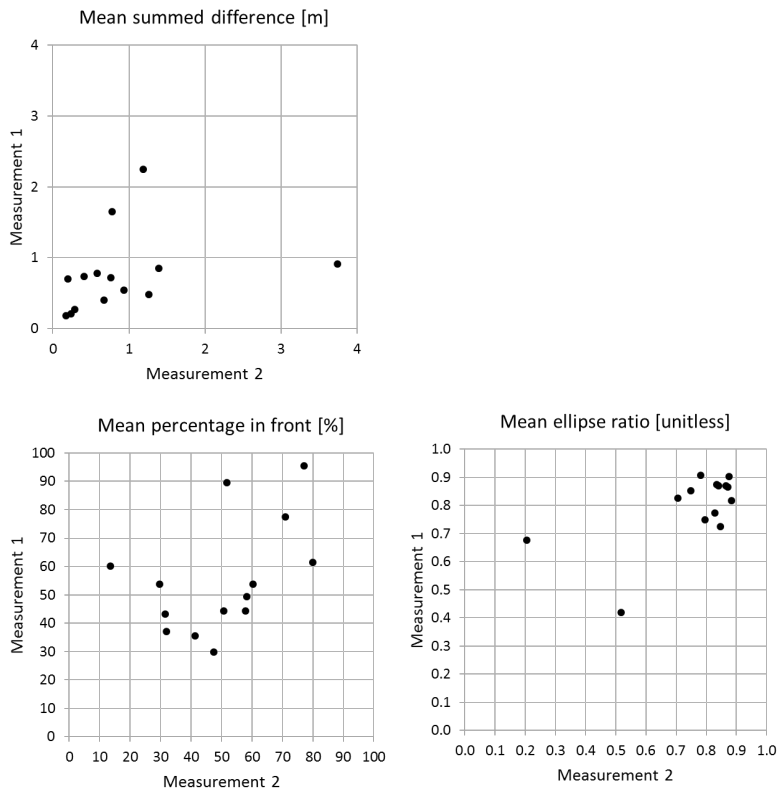 Mean summed difference [m]
4
3
2
1
0
Measurement 1
0 1 2 3 4
Measurement 2
Mean percentage in front [%]
100
90
80
70
60
50
40
30
20
10
0
Measurement 1
0 10 20 30 40 50 60 70 80 90 100
Measurement 2
Mean ellipse ratio [unitless]
1.0
0.9
0.8
0.7
0.6
0.5
0.4
0.3
0.2
0.1
0.0
Measurement 1
0.0 0.1 0.2 0.3 0.4 0.5 0.6 0.7 0.8 0.9 1.0
Measurement 2